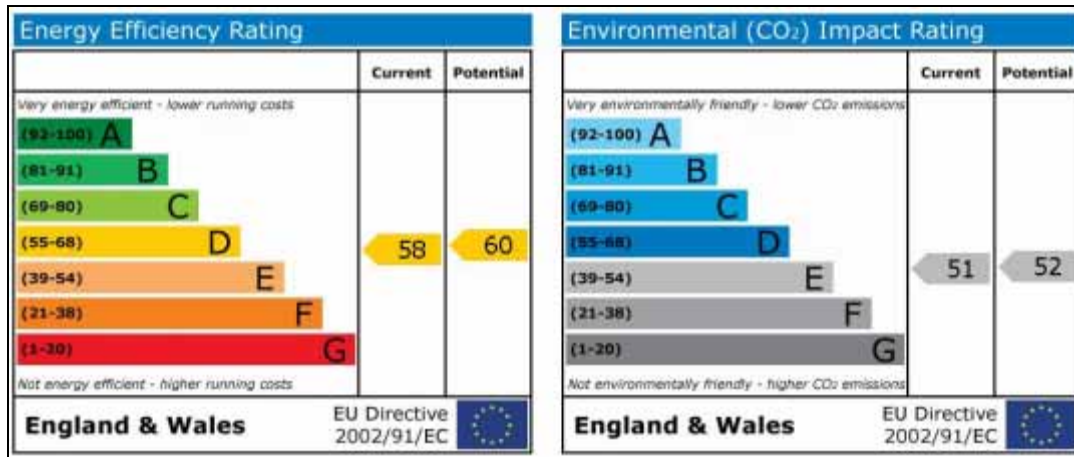 Energy Efficiency Rating
Current Potential
Very energy efficient - lower running costs
(92-100) A
(81-91) B
(69-80) C
(55-68) D
58 60
(39-54) E
(21-38) F
(1-20) G
Not energy efficient - higher running costs
England & Wales
EU Directive
2002/91/EC
Environmental (CO₂) Impact Rating
Current Potential
Very environmentally friendly - lower CO₂ emissions
(92-100) A
(81-91) B
(69-80) C
(55-68) D
(39-54) E
51 52
(21-38) F
(1-20) G
Not environmentally friendly - higher CO₂ emissions
England & Wales
EU Directive
2002/91/EC